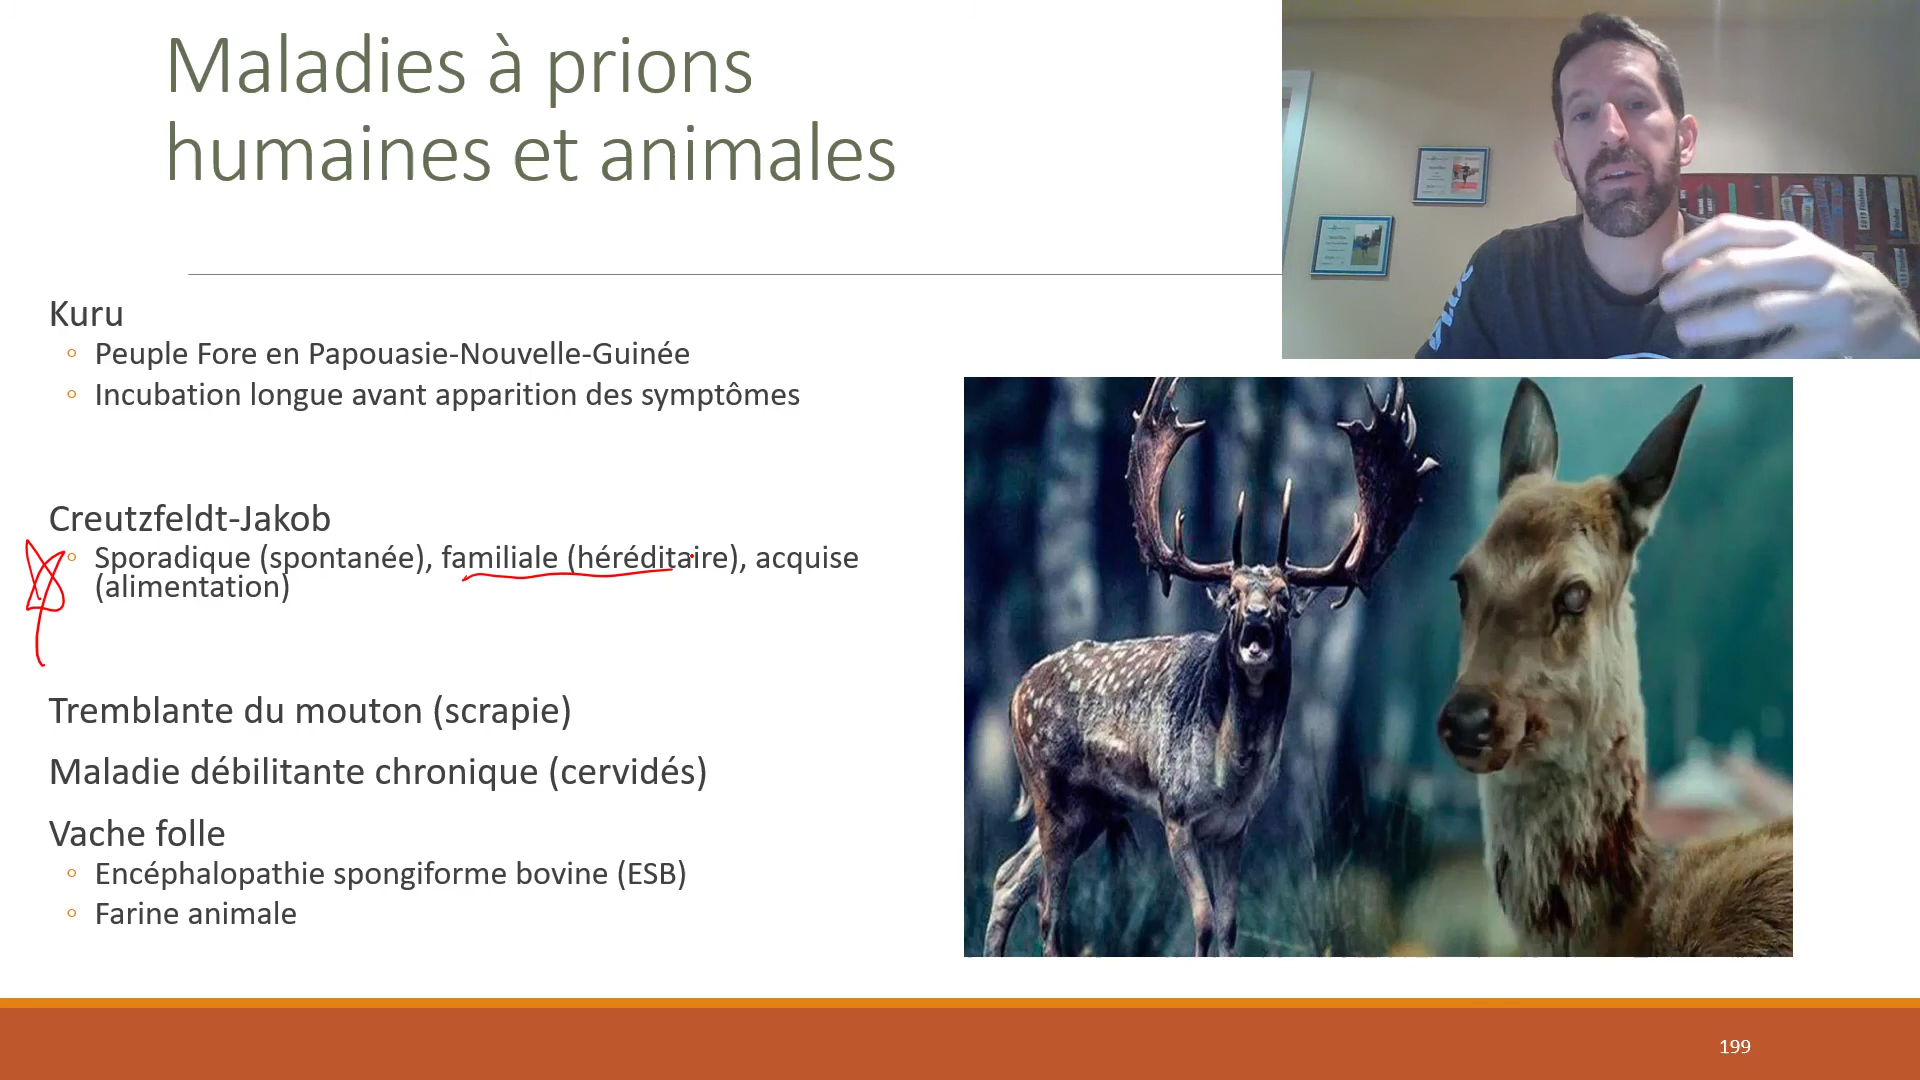 Maladies à prions
humaines et animales
Kuru
◦ Peuple Fore en Papouasie-Nouvelle-Guinée
◦ Incubation longue avant apparition des symptômes
Creutzfeldt-Jakob
◦ Sporadique (spontanée), familiale (héréditaire), acquise
(alimentation)
Tremblante du mouton (scrapie)
Maladie débilitante chronique (cervidés)
Vache folle
◦ Encéphalopathie spongiforme bovine (ESB)
◦ Farine animale
199